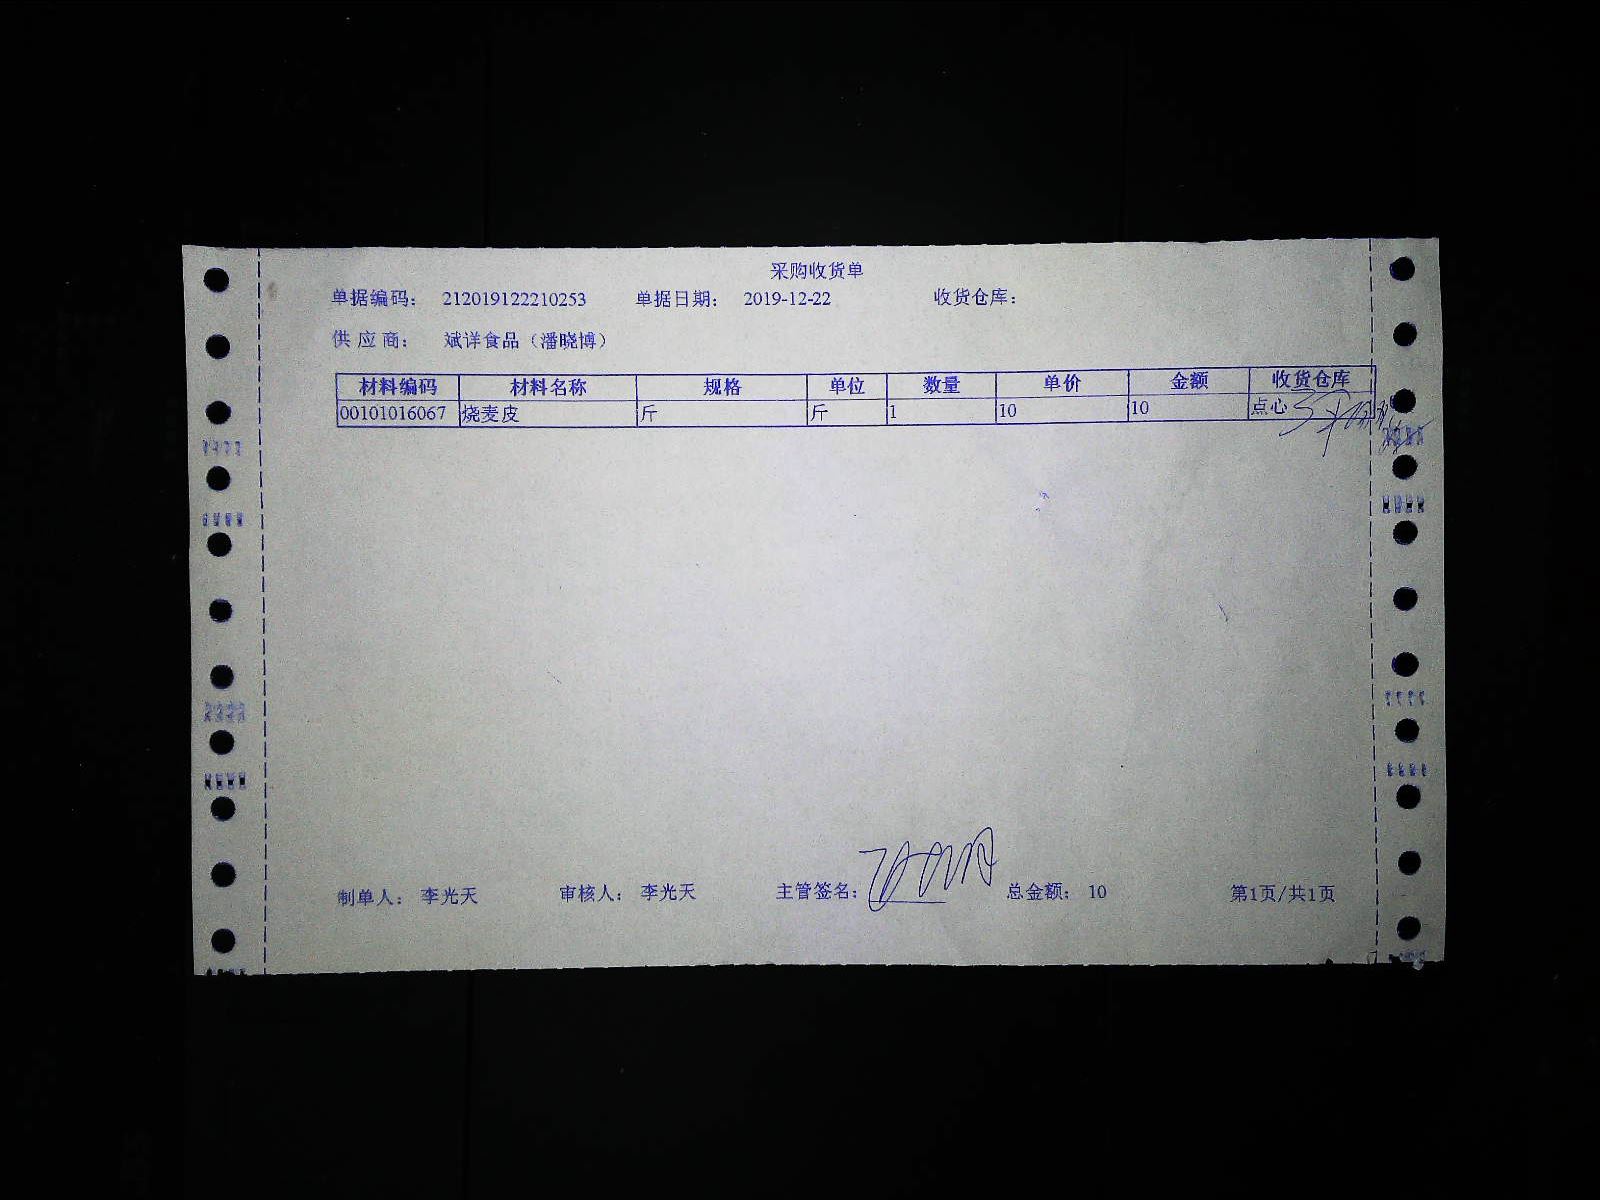 采购收货单
单据编码： 212019122210253 单据日期： 2019-12-22 收货仓库：
供应商： 斌详食品（潘晓博）
材料编码 材料名称 规格 单位 数量 单价 金额 收货仓库
00101016067 烧麦皮 斤 斤 1 10 10 点心
制单人： 李光天 审核人： 李光天 主管签名： 总金额： 10 第1页/共1页